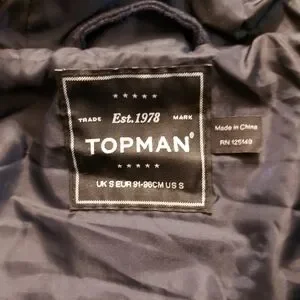 ★★★★★
TRADE Est.1978 MARK
TOPMAN®
★★★★★
UK S EUR 91-96CM US S
Made in China
RN 125149